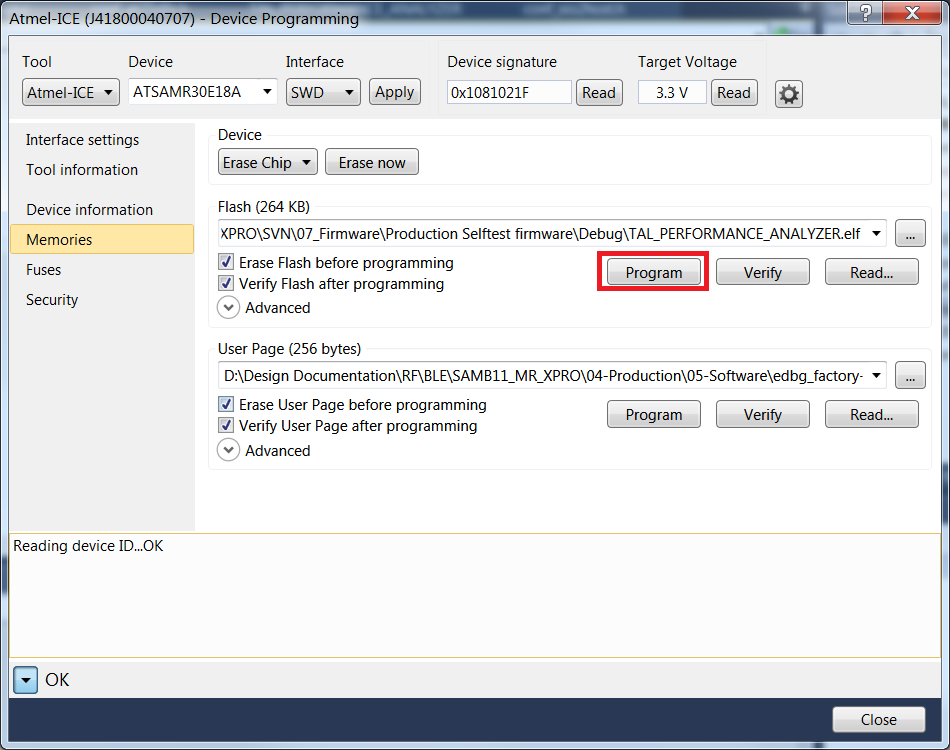 Atmel-ICE (J41800040707) - Device Programming
?
X
Tool Device Interface Device signature Target Voltage
Atmel-ICE ATSAMR30E18A SWD Apply 0x1081021F Read 3.3 V Read
Interface settings
Tool information
Device information
Memories
Fuses
Security
Device
Erase Chip Erase now
Flash (264 KB)
XPRO\SVN\07_Firmware\Production Selftest firmware\Debug\TAL_PERFORMANCE_ANALYZER.elf ...
Erase Flash before programming
Verify Flash after programming
Program Verify Read...
Advanced
User Page (256 bytes)
D:\Design Documentation\RF\BLE\SAMB11_MR_XPRO\04-Production\05-Software\edbg_factory- ...
Erase User Page before programming
Verify User Page after programming
Program Verify Read...
Advanced
Reading device ID...OK
OK
Close